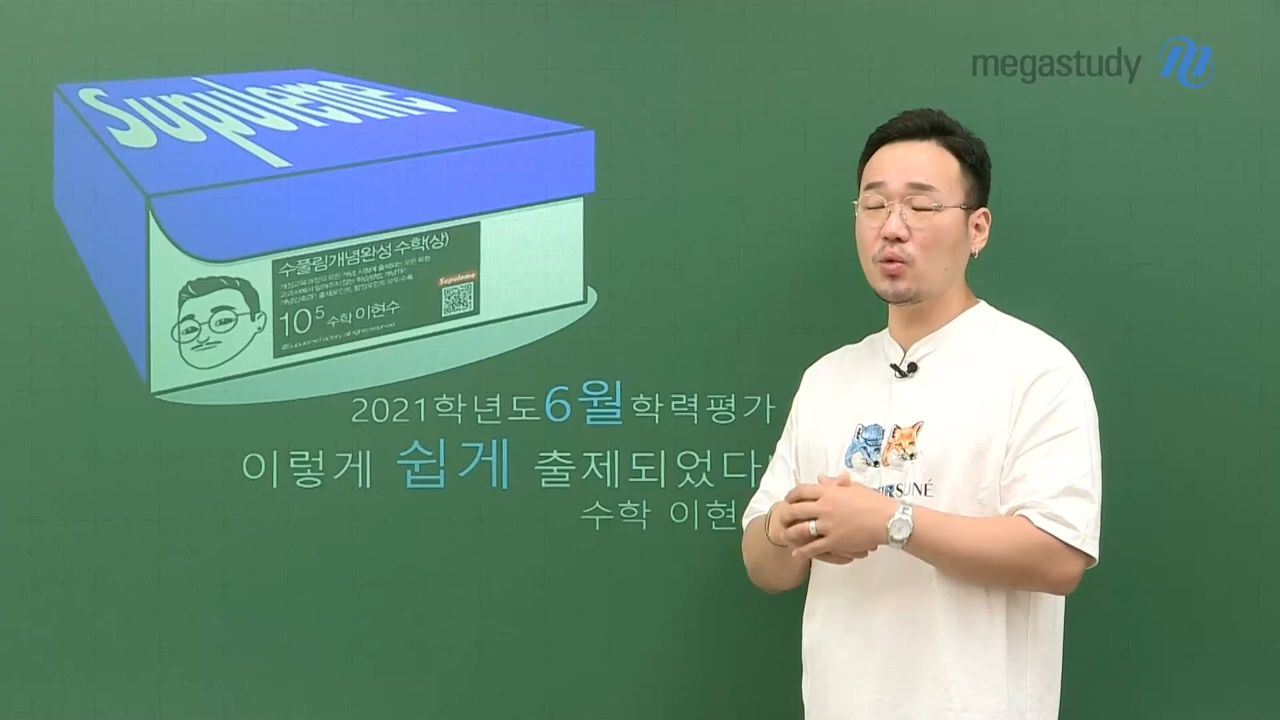 megastudy
Supuleme
수풀림개념완성 수학(상)
Supuleme
10⁵ 수학 이현수
2021학년도6월학력평가
이렇게 쉽게 출제되었다
수학 이현